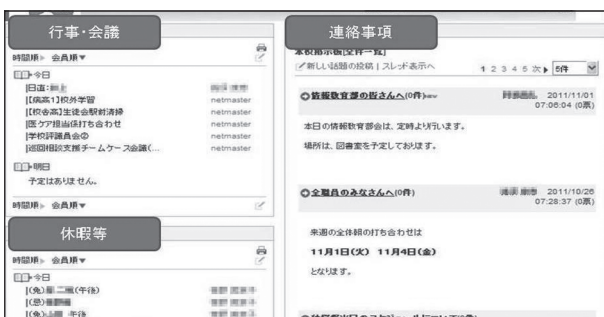 行事・会議
時間順▹ 会員順▼
今日
|日直:
|【病高1】校外学習 netmaster
|【校舎高】生徒会駅前清掃 netmaster
|医ケア担当係打ち合わせ netmaster
|学校評議員会② netmaster
|巡回相談支援チームケース会議(... netmaster
明日
予定はありません。
時間順▹ 会員順▼
休暇等
時間順▹ 会員順▼
今日
(午後)
連絡事項
本校掲示板[全件一覧]
新しい話題の投稿 | スレッド表示へ 1 2 3 4 5 次▶ 5件
情報教育部の皆さんへ(0件) 2011/11/01
07:06:04 (0票)
本日の情報教育部会は、定時より行います。
場所は、図書室を予定しております。
全職員のみなさんへ(0件) 2011/10/26
07:28:37 (0票)
来週の全体朝の打ち合わせは
11月1日(火) 11月4日(金)
となります。